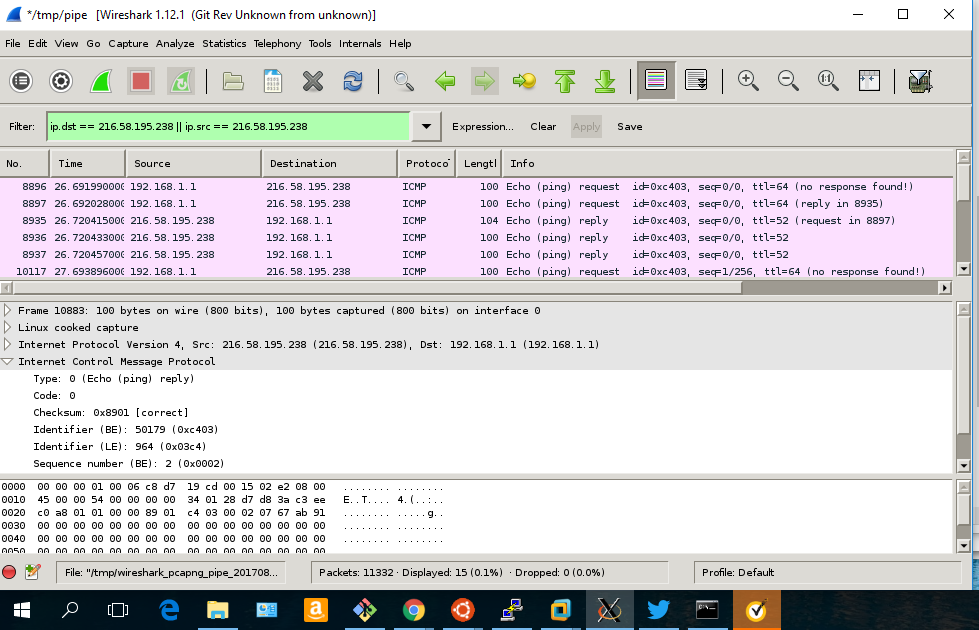 */tmp/pipe [Wireshark 1.12.1 (Git Rev Unknown from unknown)]
File Edit View Go Capture Analyze Statistics Telephony Tools Internals Help
Filter: ip.dst == 216.58.195.238 || ip.src == 216.58.195.238 Expression... Clear Apply Save
No. Time Source Destination Protoco Lengtl Info
8896 26.691990000 192.168.1.1 216.58.195.238 ICMP 100 Echo (ping) request id=0xc403, seq=0/0, ttl=64 (no response found!)
8897 26.692028000 192.168.1.1 216.58.195.238 ICMP 100 Echo (ping) request id=0xc403, seq=0/0, ttl=64 (reply in 8935)
8935 26.720415000 216.58.195.238 192.168.1.1 ICMP 104 Echo (ping) reply id=0xc403, seq=0/0, ttl=52 (request in 8897)
8936 26.720433000 216.58.195.238 192.168.1.1 ICMP 100 Echo (ping) reply id=0xc403, seq=0/0, ttl=52
8937 26.720457000 216.58.195.238 192.168.1.1 ICMP 100 Echo (ping) reply id=0xc403, seq=0/0, ttl=52
10117 27.693896000 192.168.1.1 216.58.195.238 ICMP 100 Echo (ping) request id=0xc403, seq=1/256, ttl=64 (no response found!)
Frame 10883: 100 bytes on wire (800 bits), 100 bytes captured (800 bits) on interface 0
Linux cooked capture
Internet Protocol Version 4, Src: 216.58.195.238 (216.58.195.238), Dst: 192.168.1.1 (192.168.1.1)
Internet Control Message Protocol
Type: 0 (Echo (ping) reply)
Code: 0
Checksum: 0x8901 [correct]
Identifier (BE): 50179 (0xc403)
Identifier (LE): 964 (0x03c4)
Sequence number (BE): 2 (0x0002)
0000 00 00 00 01 00 06 c8 d7 19 cd 00 15 02 e2 08 00 ........ ........
0010 45 00 00 54 00 00 00 00 34 01 28 d7 d8 3a c3 ee E..T.... 4.(..:..
0020 c0 a8 01 01 00 00 89 01 c4 03 00 02 07 67 ab 91 ........ .....g..
0030 00 00 00 00 00 00 00 00 00 00 00 00 00 00 00 00 ........ ........
0040 00 00 00 00 00 00 00 00 00 00 00 00 00 00 00 00 ........ ........
0050 00 00 00 00 00 00 00 00 00 00 00 00 00 00 00 00
File: "/tmp/wireshark_pcapng_pipe_201708... Packets: 11332 · Displayed: 15 (0.1%) · Dropped: 0 (0.0%) Profile: Default